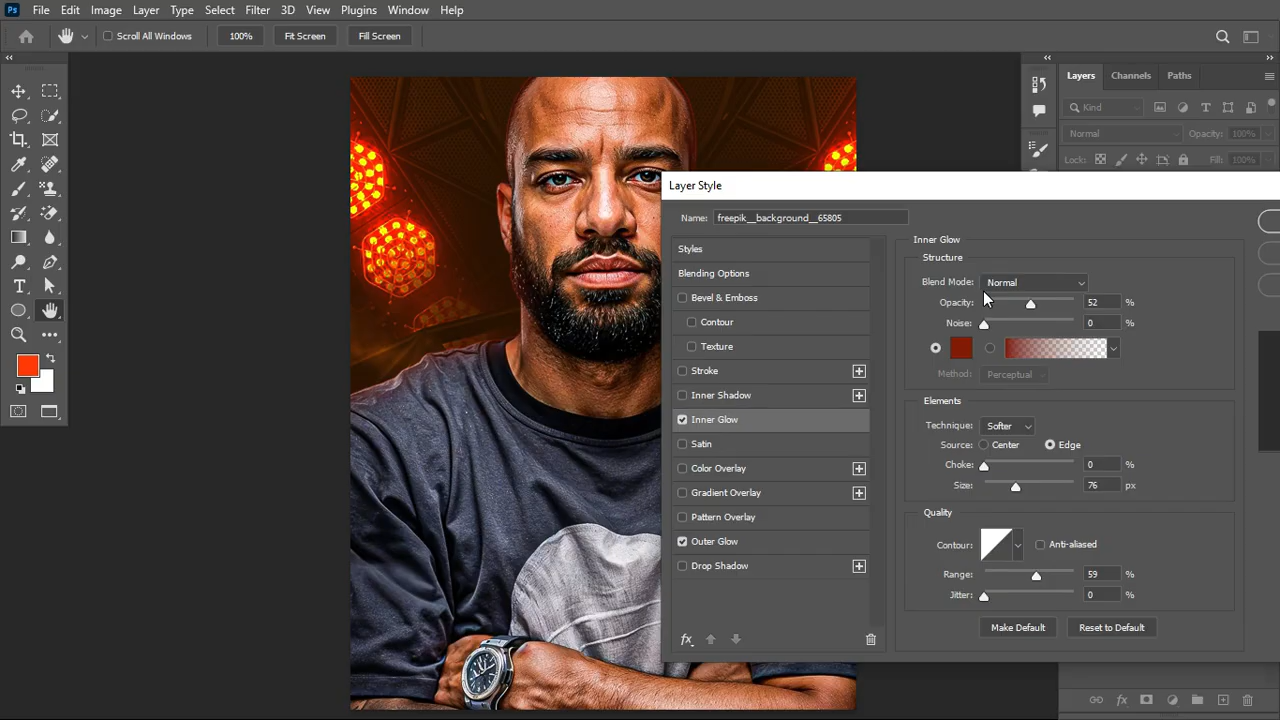 Ps File Edit Image Layer Type Select Filter 3D View Plugins Window Help
Scroll All Windows 100% Fit Screen Fill Screen
Layers Channels Paths
Kind
Normal Opacity: 100%
Lock: Fill: 100%
Layer Style
Name: freepik__background__65805
Styles
Blending Options
Bevel & Emboss
Contour
Texture
Stroke
Inner Shadow
Inner Glow
Satin
Color Overlay
Gradient Overlay
Pattern Overlay
Outer Glow
Drop Shadow
fx
Inner Glow
Structure
Blend Mode: Normal
Opacity: 52 %
Noise: 0 %
Method: Perceptual
Elements
Technique: Softer
Source: Center Edge
Choke: 0 %
Size: 76 px
Quality
Contour: Anti-aliased
Range: 59 %
Jitter: 0 %
Make Default Reset to Default
fx